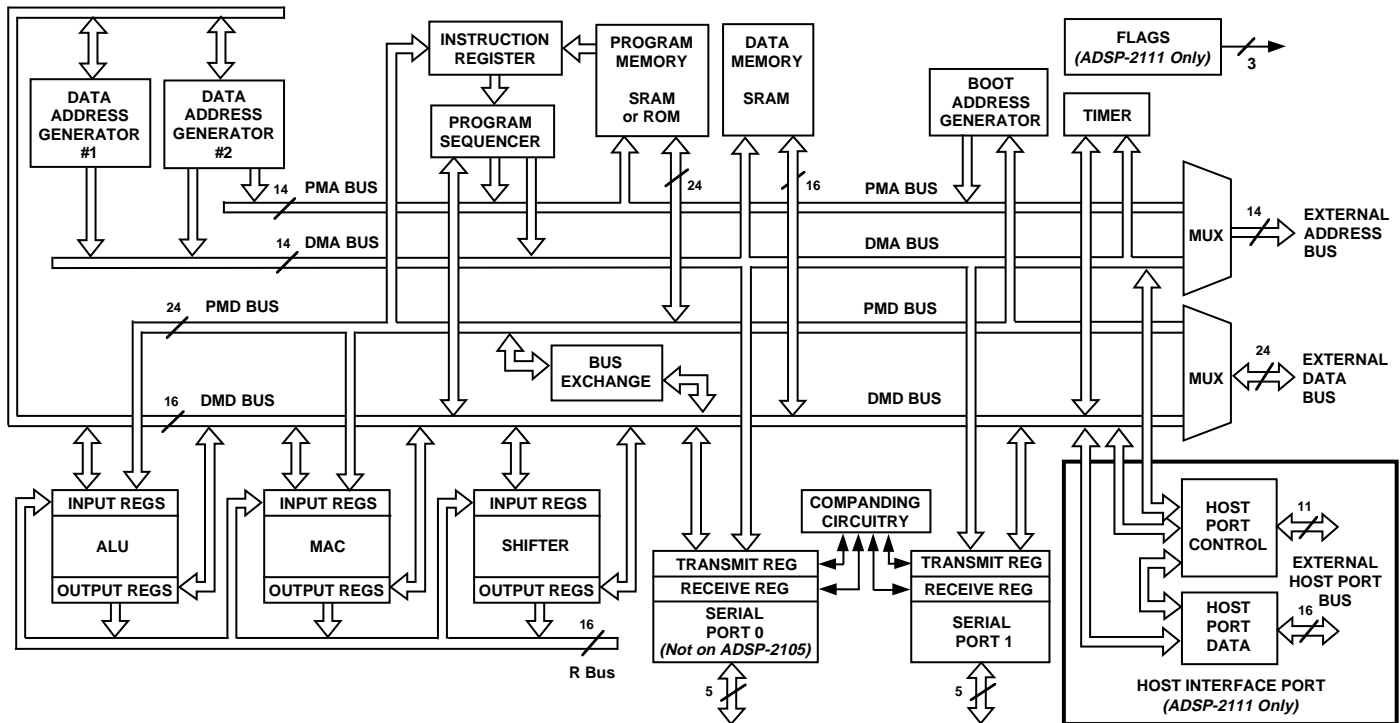 INSTRUCTION
REGISTER
PROGRAM
MEMORY
SRAM
or ROM
DATA
MEMORY
SRAM
FLAGS
(ADSP-2111 Only)
3
DATA
ADDRESS
GENERATOR
#1
DATA
ADDRESS
GENERATOR
#2
PROGRAM
SEQUENCER
BOOT
ADDRESS
GENERATOR
TIMER
14
PMA BUS
24
16
PMA BUS
14
DMA BUS
DMA BUS
MUX
14
EXTERNAL
ADDRESS
BUS
24
PMD BUS
PMD BUS
BUS
EXCHANGE
MUX
24
EXTERNAL
DATA
BUS
16
DMD BUS
DMD BUS
INPUT REGS
ALU
OUTPUT REGS
INPUT REGS
MAC
OUTPUT REGS
INPUT REGS
SHIFTER
OUTPUT REGS
16
R Bus
COMPANDING
CIRCUITRY
TRANSMIT REG
RECEIVE REG
SERIAL
PORT 0
(Not on ADSP-2105)
5
TRANSMIT REG
RECEIVE REG
SERIAL
PORT 1
5
HOST
PORT
CONTROL
11
EXTERNAL
HOST PORT
BUS
HOST
PORT
DATA
16
HOST INTERFACE PORT
(ADSP-2111 Only)